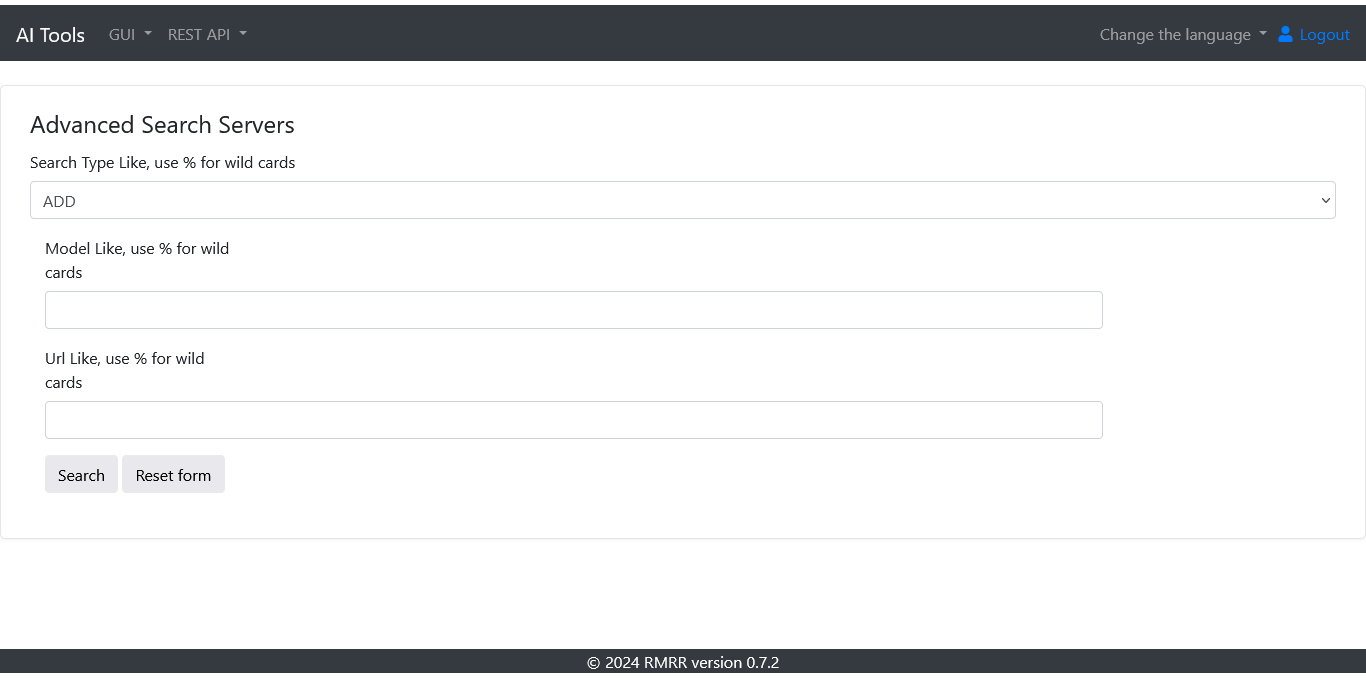 AI Tools GUI REST API Change the language Logout
Advanced Search Servers
Search Type Like, use % for wild cards
ADD
Model Like, use % for wild
cards
Url Like, use % for wild
cards
Search Reset form
© 2024 RMRR version 0.7.2